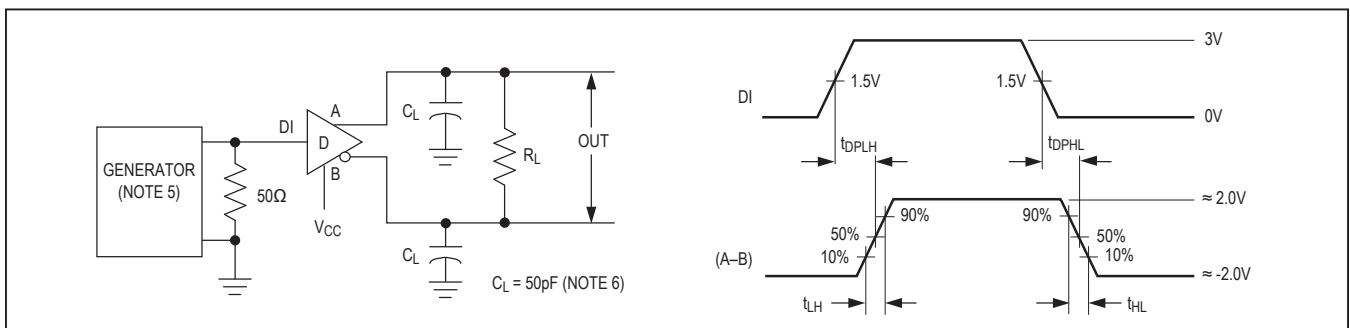 GENERATOR
(NOTE 5)
50Ω
DI
D
A
B
VCC
CL
CL
RL
OUT
CL = 50pF (NOTE 6)
DI
1.5V
1.5V
3V
0V
tDPLH
tDPHL
(A–B)
90%
50%
10%
90%
50%
10%
≈ 2.0V
≈ -2.0V
tLH
tHL